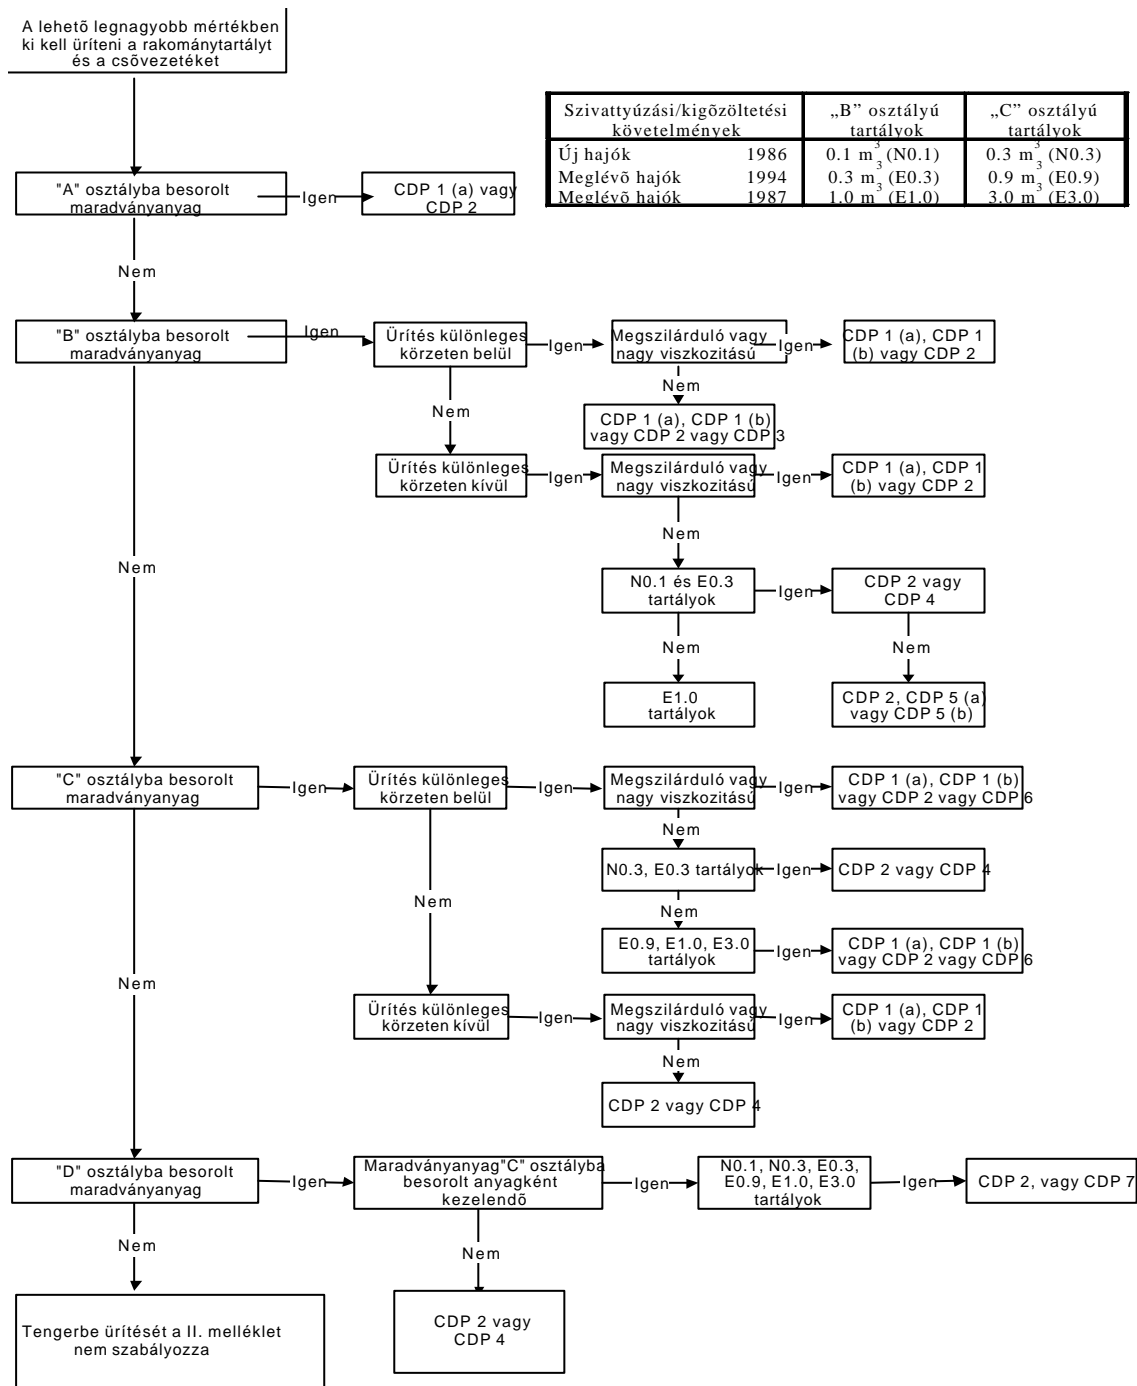 A lehetõ legnagyobb mértékben
ki kell üríteni a rakománytartályt
és a csõvezetéket
Szivattyúzási/kigõzöltetési
követelmények
„B” osztályú
tartályok
„C” osztályú
tartályok
Új hajók 1986 0.1 m3 (N0.1) 0.3 m3 (N0.3)
Meglévõ hajók 1994 0.3 m3 (E0.3) 0.9 m3 (E0.9)
Meglévõ hajók 1987 1.0 m3 (E1.0) 3.0 m3 (E3.0)
"A" osztályba besorolt
maradványanyag
Igen
CDP 1 (a) vagy
CDP 2
Nem
"B" osztályba besorolt
maradványanyag
Igen
Ürítés különleges
körzeten belül
Igen
Megszilárduló vagy
nagy viszkozitású
Igen
CDP 1 (a), CDP 1
(b) vagy CDP 2
Nem
Nem
CDP 1 (a), CDP 1 (b)
vagy CDP 2 vagy CDP 3
Ürítés különleges
körzeten kívül
Igen
Megszilárduló vagy
nagy viszkozitású
Igen
CDP 1 (a), CDP 1
(b) vagy CDP 2
Nem
Nem
N0.1 és E0.3
tartályok
Igen
CDP 2 vagy
CDP 4
Nem
Nem
E1.0
tartályok
CDP 2, CDP 5 (a)
vagy CDP 5 (b)
"C" osztályba besorolt
maradványanyag
Igen
Ürítés különleges
körzeten belül
Igen
Megszilárduló vagy
nagy viszkozitású
Igen
CDP 1 (a), CDP 1 (b)
vagy CDP 2 vagy CDP 6
Nem
N0.3, E0.3 tartályok
Igen
CDP 2 vagy CDP 4
Nem
Nem
E0.9, E1.0, E3.0
tartályok
Igen
CDP 1 (a), CDP 1 (b)
vagy CDP 2 vagy CDP 6
Nem
Ürítés különleges
körzeten kívül
Igen
Megszilárduló vagy
nagy viszkozitású
Igen
CDP 1 (a), CDP 1
(b) vagy CDP 2
Nem
CDP 2 vagy CDP 4
"D" osztályba besorolt
maradványanyag
Igen
Maradványanyag"C" osztályba
besorolt anyagként
kezelendõ
Igen
N0.1, N0.3, E0.3,
E0.9, E1.0, E3.0
tartályok
Igen
CDP 2, vagy CDP 7
Nem
Nem
Tengerbe ürítését a II. melléklet
nem szabályozza
CDP 2 vagy
CDP 4